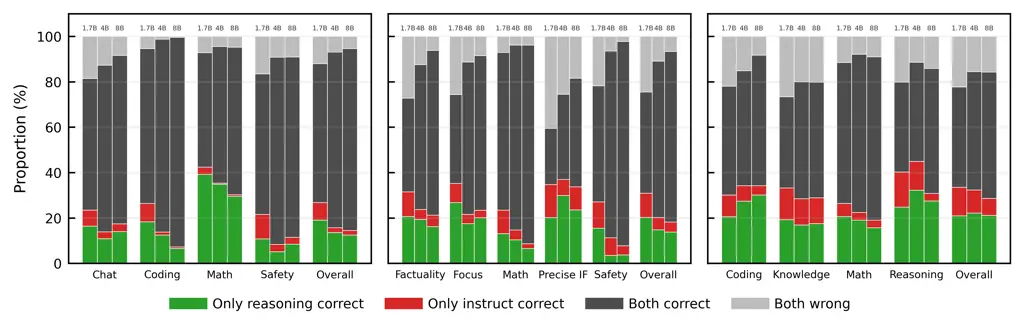 1.7B 4B 8B 1.7B 4B 8B 1.7B 4B 8B 1.7B 4B 8B 1.7B 4B 8B
1.7B 4B 8B 1.7B 4B 8B 1.7B 4B 8B 1.7B 4B 8B 1.7B 4B 8B 1.7B 4B 8B
1.7B 4B 8B 1.7B 4B 8B 1.7B 4B 8B 1.7B 4B 8B 1.7B 4B 8B
Proportion (%)
100
80
60
40
20
0
Chat Coding Math Safety Overall
Factuality Focus Math Precise IF Safety Overall
Coding Knowledge Math Reasoning Overall
Only reasoning correct Only instruct correct Both correct Both wrong